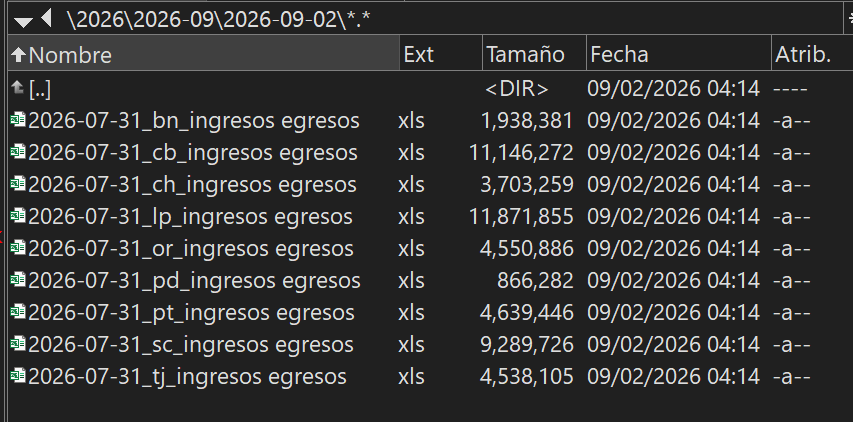 \2026\2026-09\2026-09-02\*.*
Nombre Ext Tamaño Fecha Atrib.
[..] <DIR> 09/02/2026 04:14 ----
2026-07-31_bn_ingresos egresos xls 1,938,381 09/02/2026 04:14 -a--
2026-07-31_cb_ingresos egresos xls 11,146,272 09/02/2026 04:14 -a--
2026-07-31_ch_ingresos egresos xls 3,703,259 09/02/2026 04:14 -a--
2026-07-31_lp_ingresos egresos xls 11,871,855 09/02/2026 04:14 -a--
2026-07-31_or_ingresos egresos xls 4,550,886 09/02/2026 04:14 -a--
2026-07-31_pd_ingresos egresos xls 866,282 09/02/2026 04:14 -a--
2026-07-31_pt_ingresos egresos xls 4,639,446 09/02/2026 04:14 -a--
2026-07-31_sc_ingresos egresos xls 9,289,726 09/02/2026 04:14 -a--
2026-07-31_tj_ingresos egresos xls 4,538,105 09/02/2026 04:14 -a--